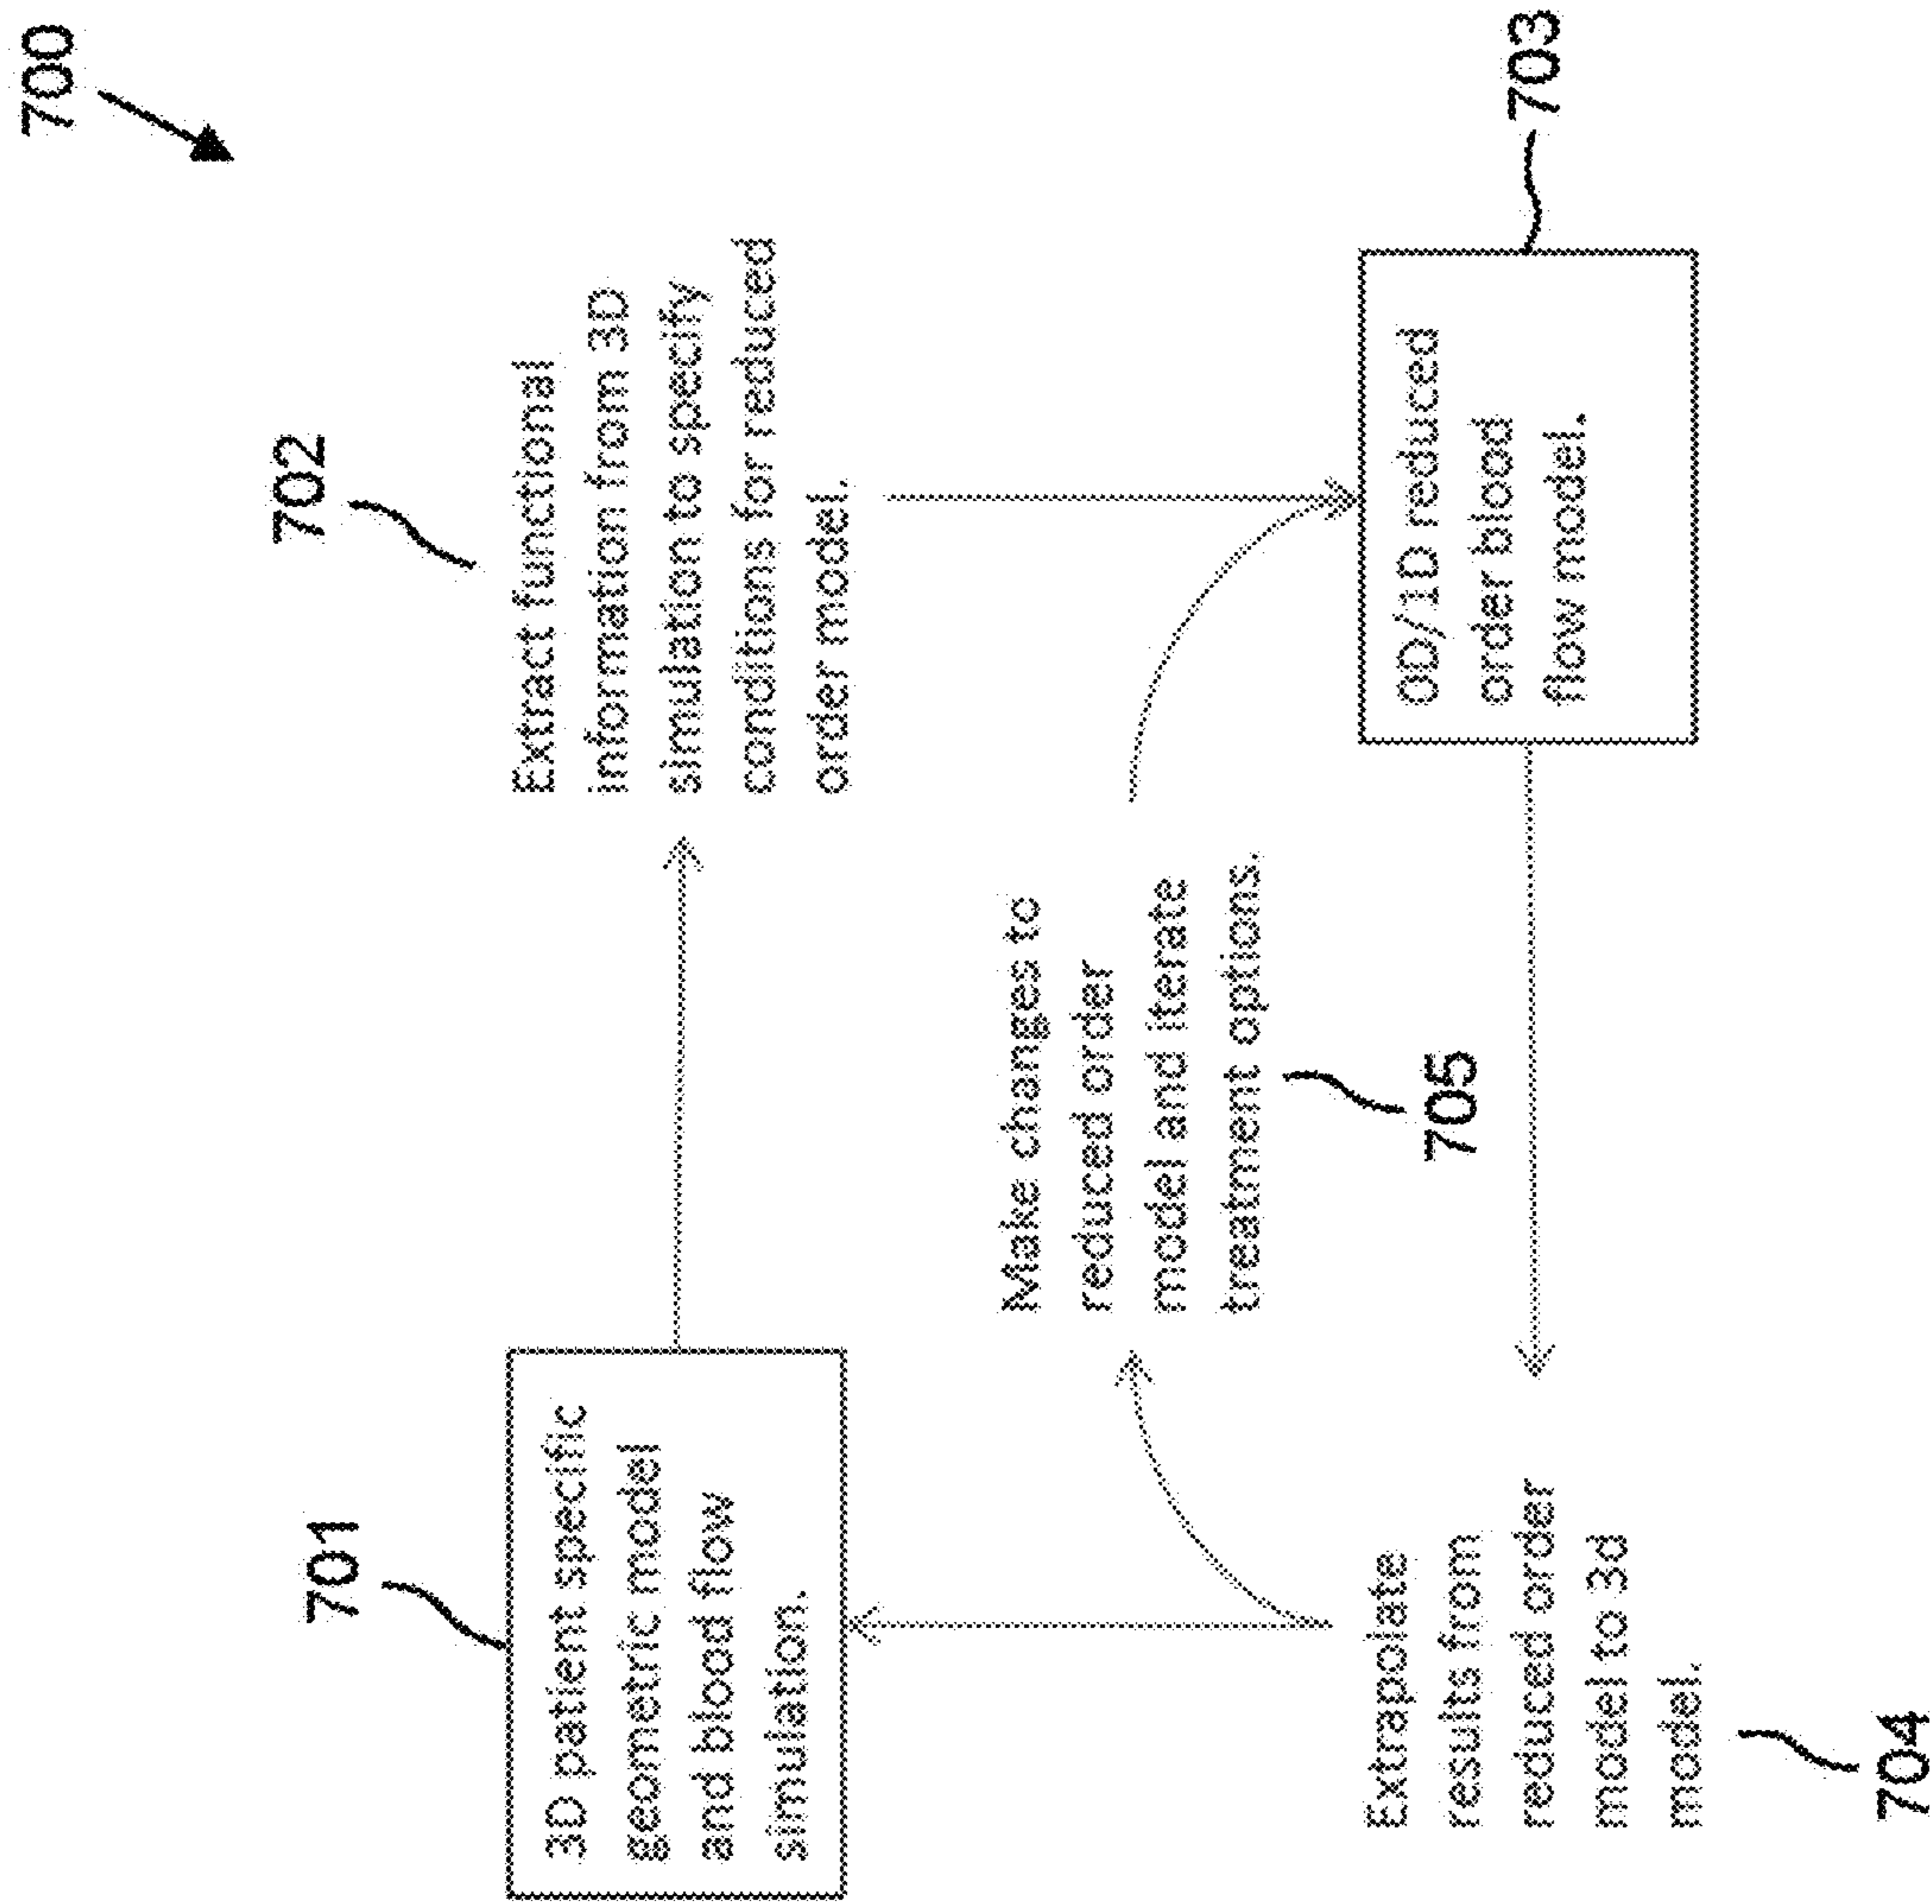 700
701
3D patient specific
geometric model
and blood flow
simulation.
702
Extract functional
information from 3D
simulation to specify
conditions for reduced
order model.
Make changes to
reduced order
model and iterate
treatment options.
705
Extrapolate
results from
reduced order
model to 3d
model.
704
0D/1D reduced
order blood
flow model.
703